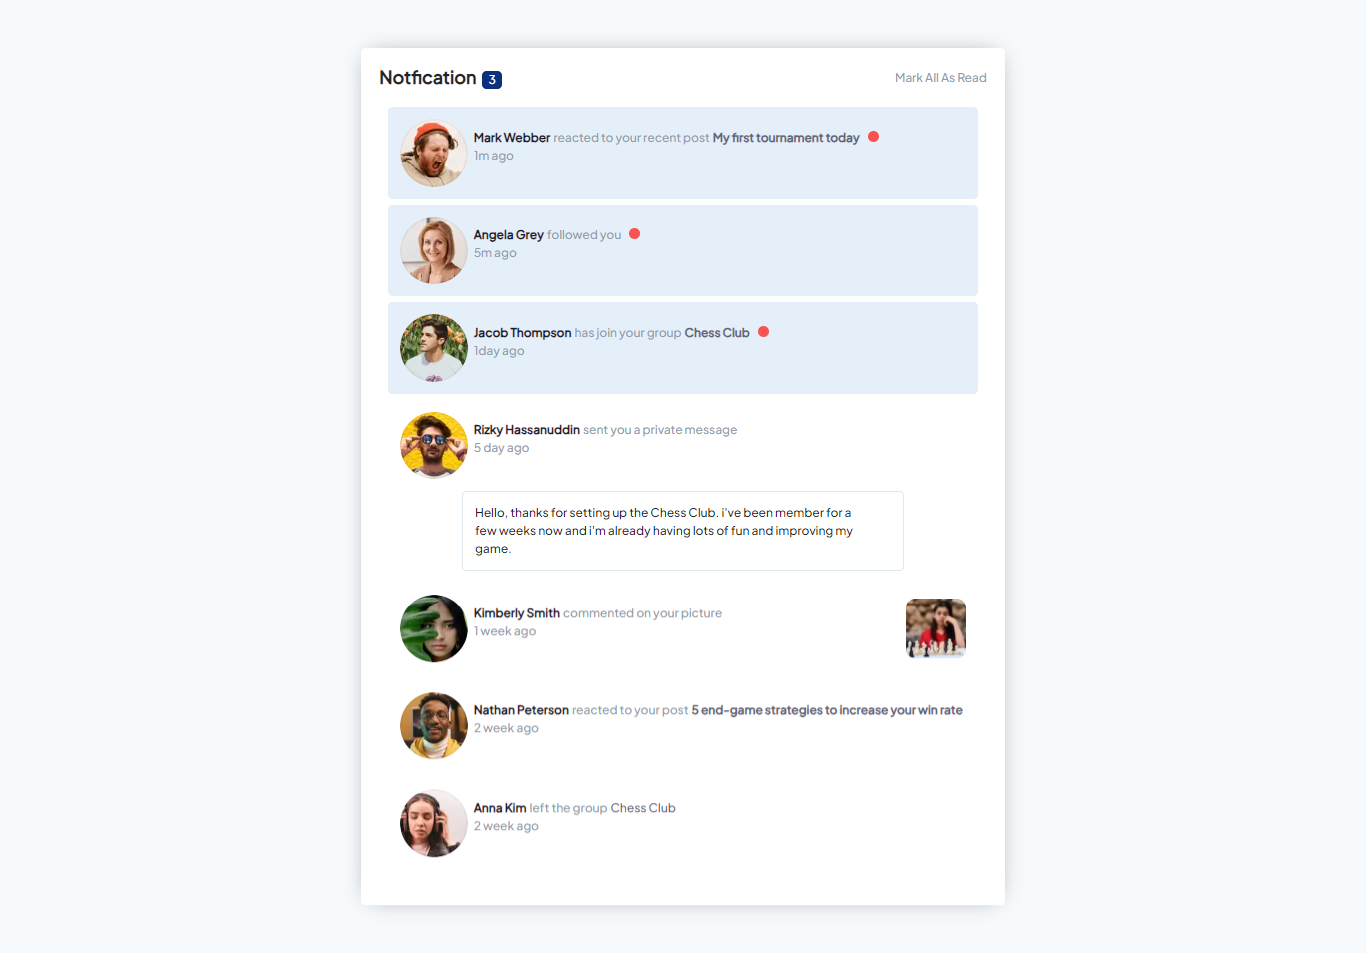 Notfication 3
Mark All As Read
Mark Webber reacted to your recent post My first tournament today
1m ago
Angela Grey followed you
5m ago
Jacob Thompson has join your group Chess Club
1day ago
Rizky Hassanuddin sent you a private message
5 day ago
Hello, thanks for setting up the Chess Club. i've been member for a
few weeks now and i'm already having lots of fun and improving my
game.
Kimberly Smith commented on your picture
1 week ago
Nathan Peterson reacted to your post 5 end-game strategies to increase your win rate
2 week ago
Anna Kim left the group Chess Club
2 week ago